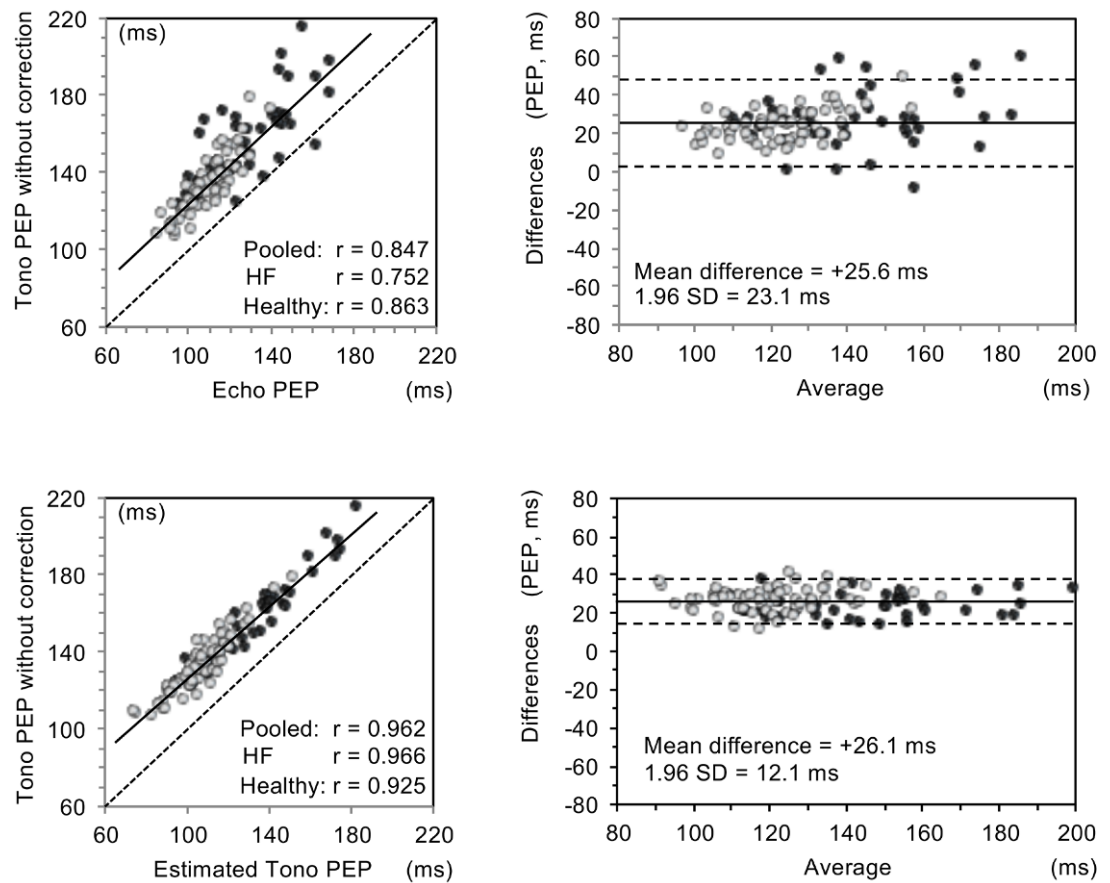 Tono PEP without correction
220
180
140
100
60
(ms)
Pooled: r = 0.847
HF r = 0.752
Healthy: r = 0.863
60 100 140 180 220
Echo PEP (ms)
Differences (PEP, ms)
80
60
40
20
0
-20
-40
-60
-80
Mean difference = +25.6 ms
1.96 SD = 23.1 ms
80 100 120 140 160 180 200
Average (ms)
Tono PEP without correction
220
180
140
100
60
(ms)
Pooled: r = 0.962
HF r = 0.966
Healthy: r = 0.925
60 100 140 180 220
Estimated Tono PEP (ms)
Differences (PEP, ms)
80
60
40
20
0
-20
-40
-60
-80
Mean difference = +26.1 ms
1.96 SD = 12.1 ms
80 100 120 140 160 180 200
Average (ms)